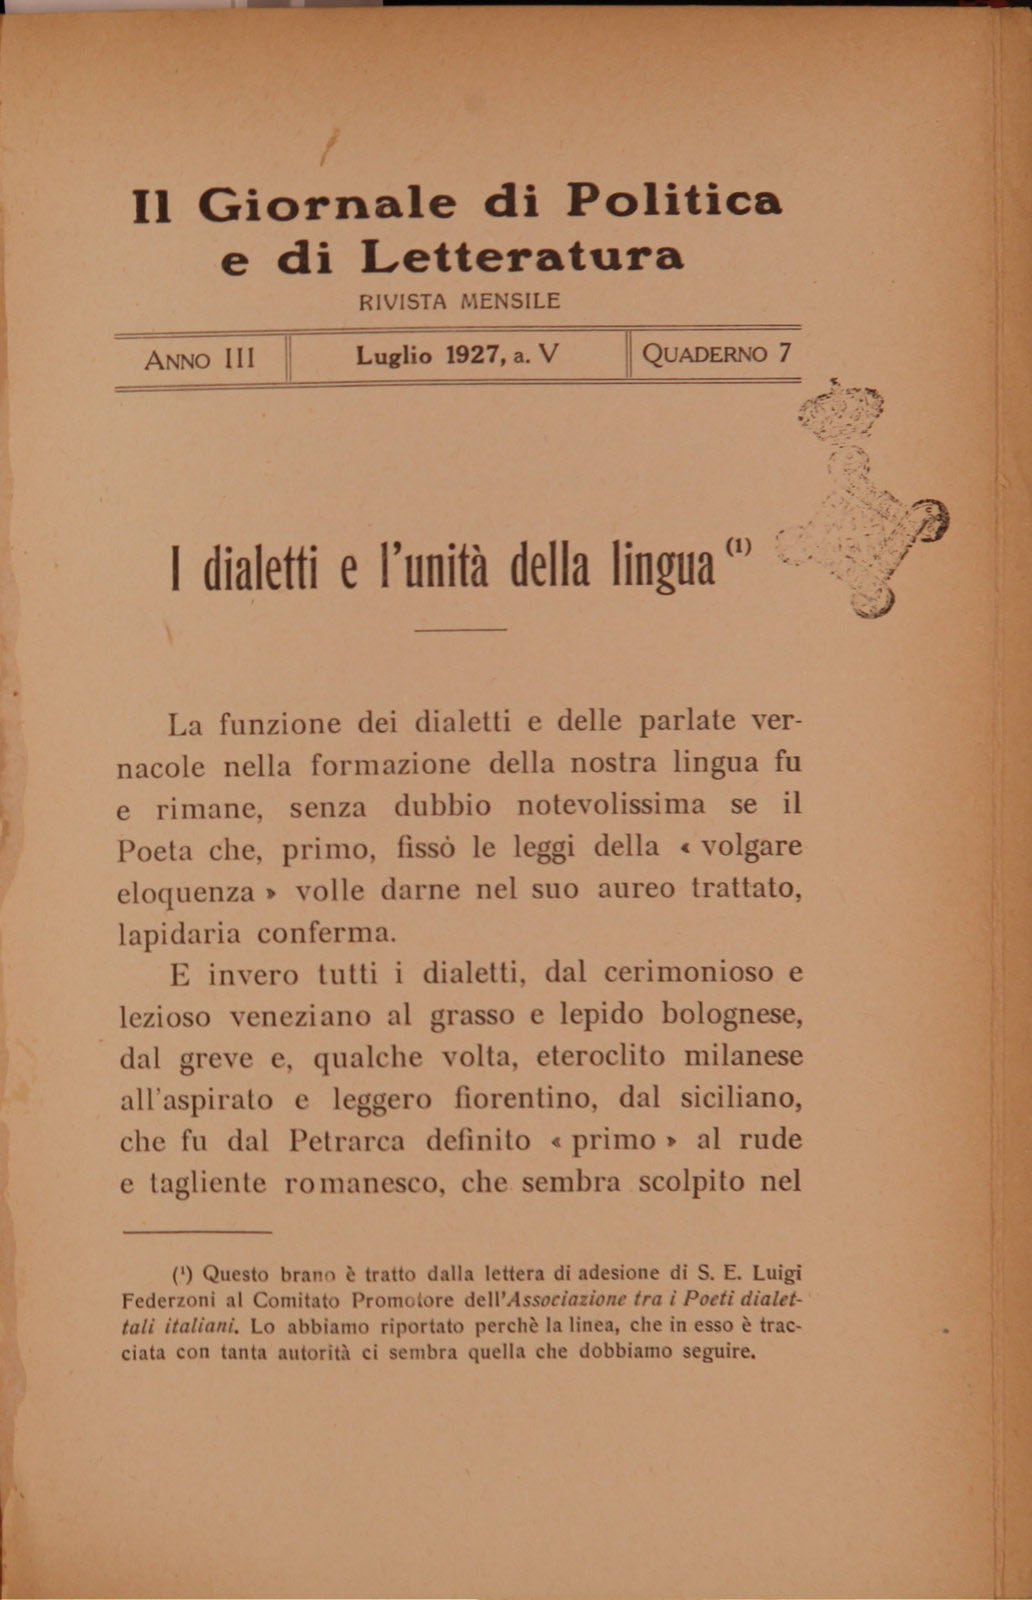 Il Giornale di Politica
e di Letteratura
RIVISTA MENSILE
ANNO III
Luglio 1927, a. V
QUADERNO 7
I dialetti e l'unità della lingua (1)
La funzione dei dialetti e delle parlate ver-
nacole nella formazione della nostra lingua fu
e rimane, senza dubbio notevolissima se il
Poeta che, primo, fissò le leggi della « volgare
eloquenza » volle darne nel suo aureo trattato,
lapidaria conferma.
E invero tutti i dialetti, dal cerimonioso e
lezioso veneziano al grasso e lepido bolognese,
dal greve e, qualche volta, eteroclito milanese
all'aspirato e leggero fiorentino, dal siciliano,
che fu dal Petrarca definito « primo » al rude
e tagliente romanesco, che sembra scolpito nel
(¹) Questo brano è tratto dalla lettera di adesione di S. E. Luigi
Federzoni al Comitato Promotore dell'Associazione tra i Poeti dialet-
tali italiani. Lo abbiamo riportato perchè la linea, che in esso è trac-
ciata con tanta autorità ci sembra quella che dobbiamo seguire.